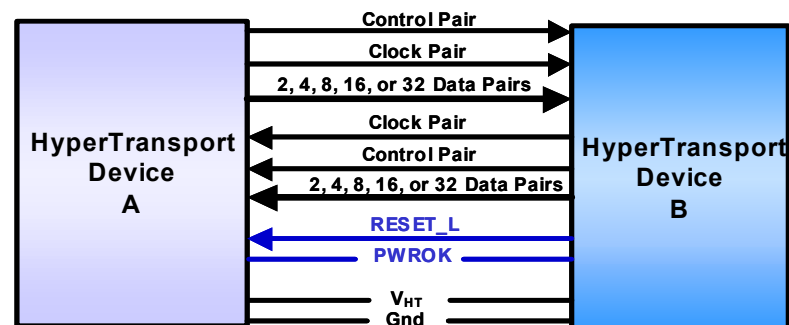 Control Pair
Clock Pair
2, 4, 8, 16, or 32 Data Pairs
Clock Pair
Control Pair
2, 4, 8, 16, or 32 Data Pairs
RESET_L
PWROK
VHT
Gnd
HyperTransport
Device
A
HyperTransport
Device
B